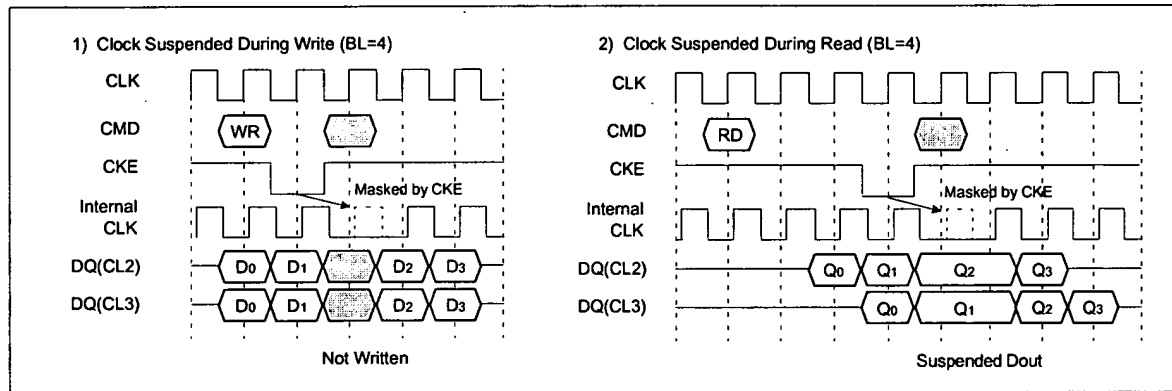 1) Clock Suspended During Write (BL=4)
CLK
CMD
WR
CKE
Masked by CKE
Internal
CLK
DQ(CL2)
D0 D1 D2 D3
DQ(CL3)
D0 D1 D2 D3
Not Written
2) Clock Suspended During Read (BL=4)
CLK
CMD
RD
CKE
Masked by CKE
Internal
CLK
DQ(CL2)
Q0 Q1 Q2 Q3
DQ(CL3)
Q0 Q1 Q2 Q3
Suspended Dout